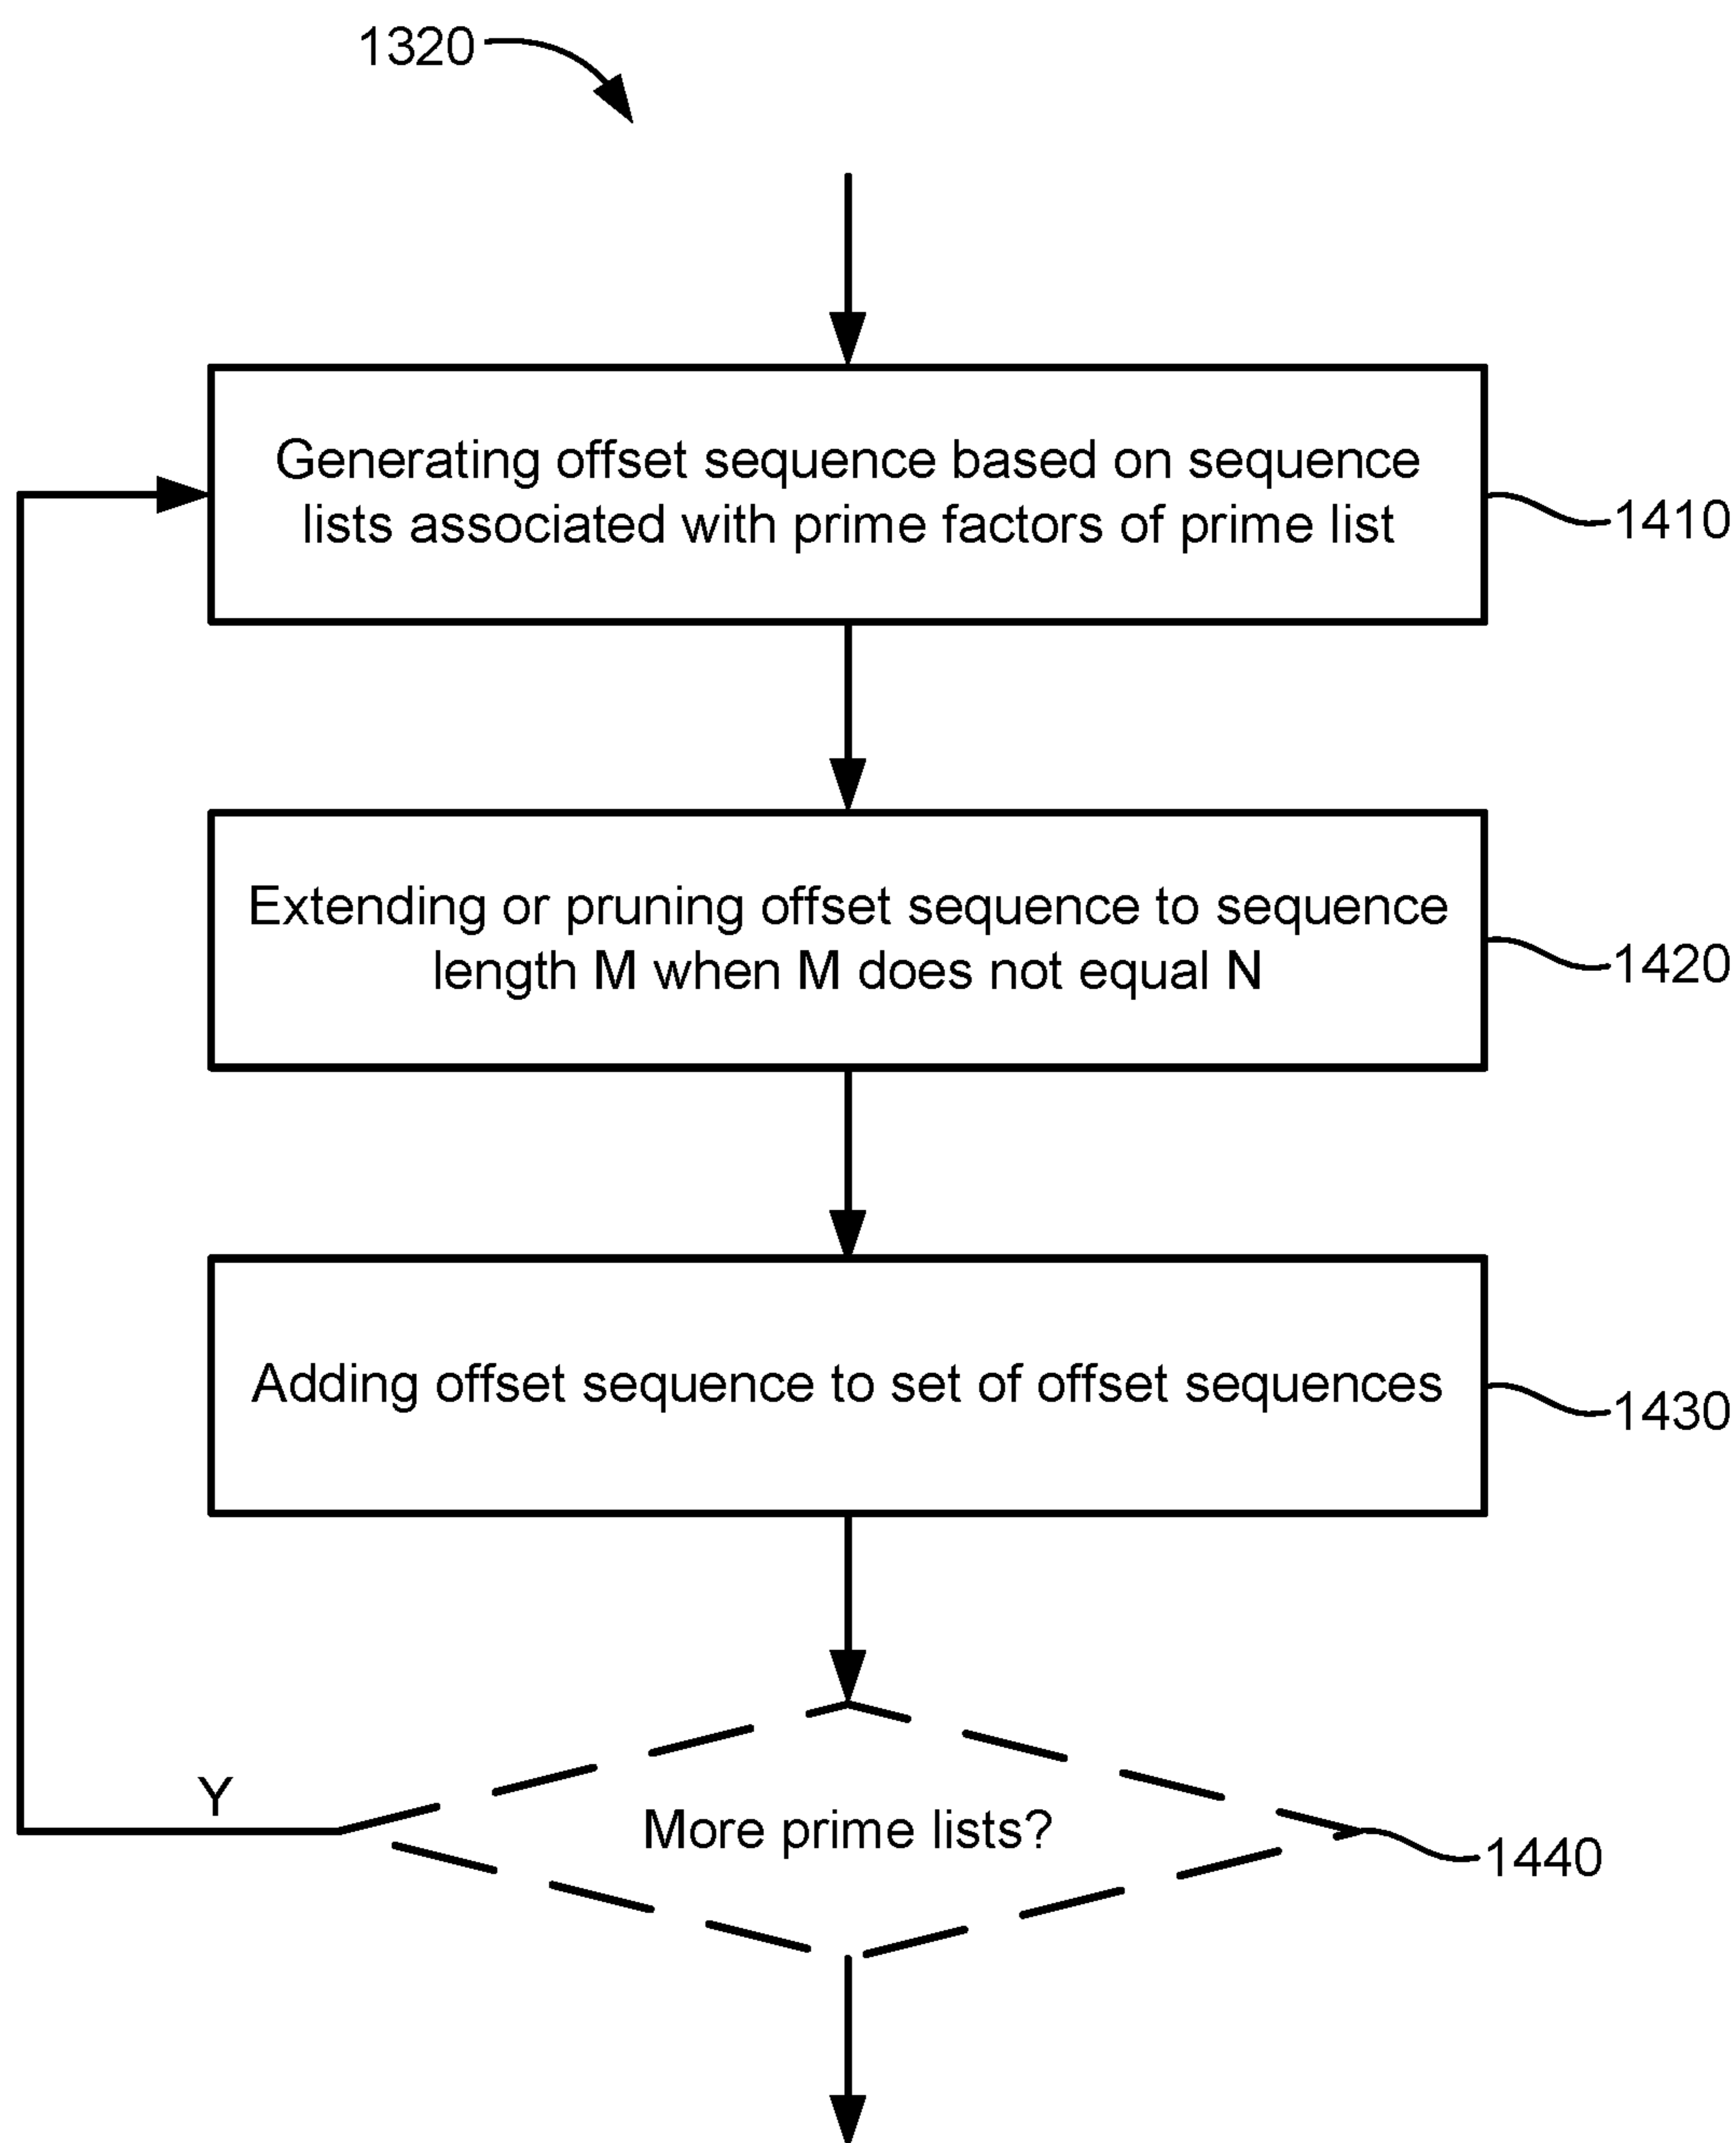 1320
Generating offset sequence based on sequence
lists associated with prime factors of prime list
1410
Extending or pruning offset sequence to sequence
length M when M does not equal N
1420
Adding offset sequence to set of offset sequences
1430
Y
More prime lists?
1440